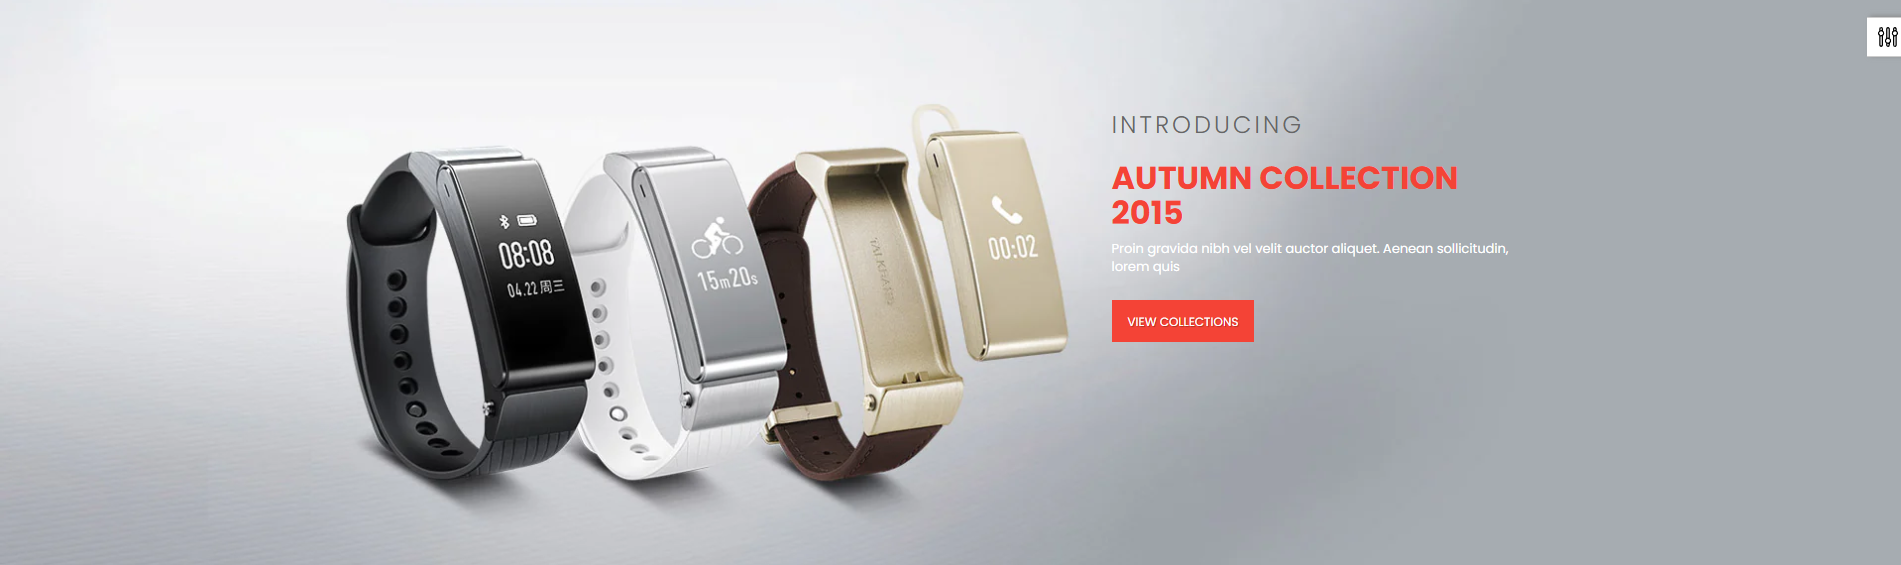 INTRODUCING
AUTUMN COLLECTION
2015
Proin gravida nibh vel velit auctor aliquet. Aenean sollicitudin,
lorem quis
VIEW COLLECTIONS
08:08
04.22 周三
15m20s
00:02